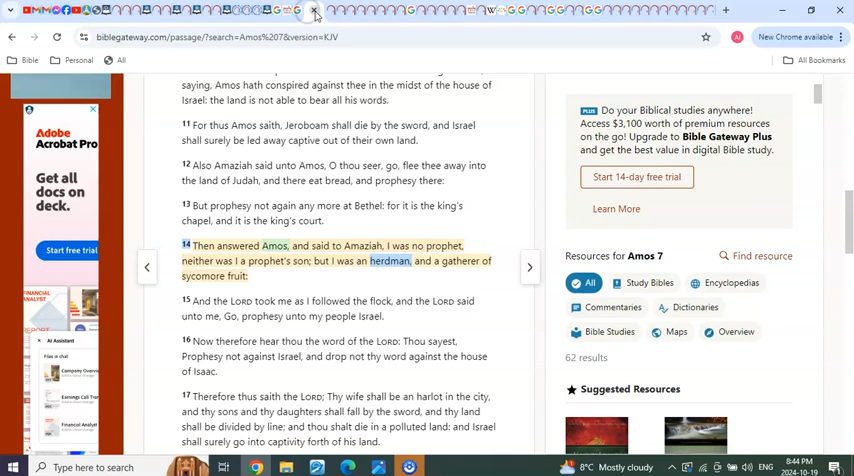 biblegateway.com/passage/?search=Amos%207&version=KJV
AI
New Chrome available
Bible
Personal
All
All Bookmarks
saying, Amos hath conspired against thee in the midst of the house of
Israel: the land is not able to bear all his words.
11 For thus Amos saith, Jeroboam shall die by the sword, and Israel
shall surely be led away captive out of their own land.
12 Also Amaziah said unto Amos, O thou seer, go, flee thee away into
the land of Judah, and there eat bread, and prophesy there:
13 But prophesy not again any more at Bethel: for it is the king's
chapel, and it is the king's court.
14 Then answered Amos, and said to Amaziah, I was no prophet,
neither was I a prophet's son; but I was an herdman, and a gatherer of
sycomore fruit:
15 And the LORD took me as I followed the flock, and the LORD said
unto me, Go, prophesy unto my people Israel.
16 Now therefore hear thou the word of the LORD: Thou sayest,
Prophesy not against Israel, and drop not thy word against the house
of Isaac.
17 Therefore thus saith the LORD; Thy wife shall be an harlot in the city,
and thy sons and thy daughters shall fall by the sword, and thy land
shall be divided by line; and thou shalt die in a polluted land: and Israel
shall surely go into captivity forth of his land.
Adobe
Acrobat Pro
Get all
docs on
deck.
Start free trial
FINANCIAL
ANALYST
AI Assistant
Files in chat
Company Overview
Earnings Call Tran
Financial Analyst
PLUS Do your Biblical studies anywhere!
Access $3,100 worth of premium resources
on the go! Upgrade to Bible Gateway Plus
and get the best value in digital Bible study.
Start 14-day free trial
Learn More
Resources for Amos 7
Find resource
All
Study Bibles
Encyclopedias
Commentaries
Dictionaries
Bible Studies
Maps
Overview
62 results
Suggested Resources
Type here to search
8°C Mostly cloudy
ENG
8:44 PM
2024-10-19